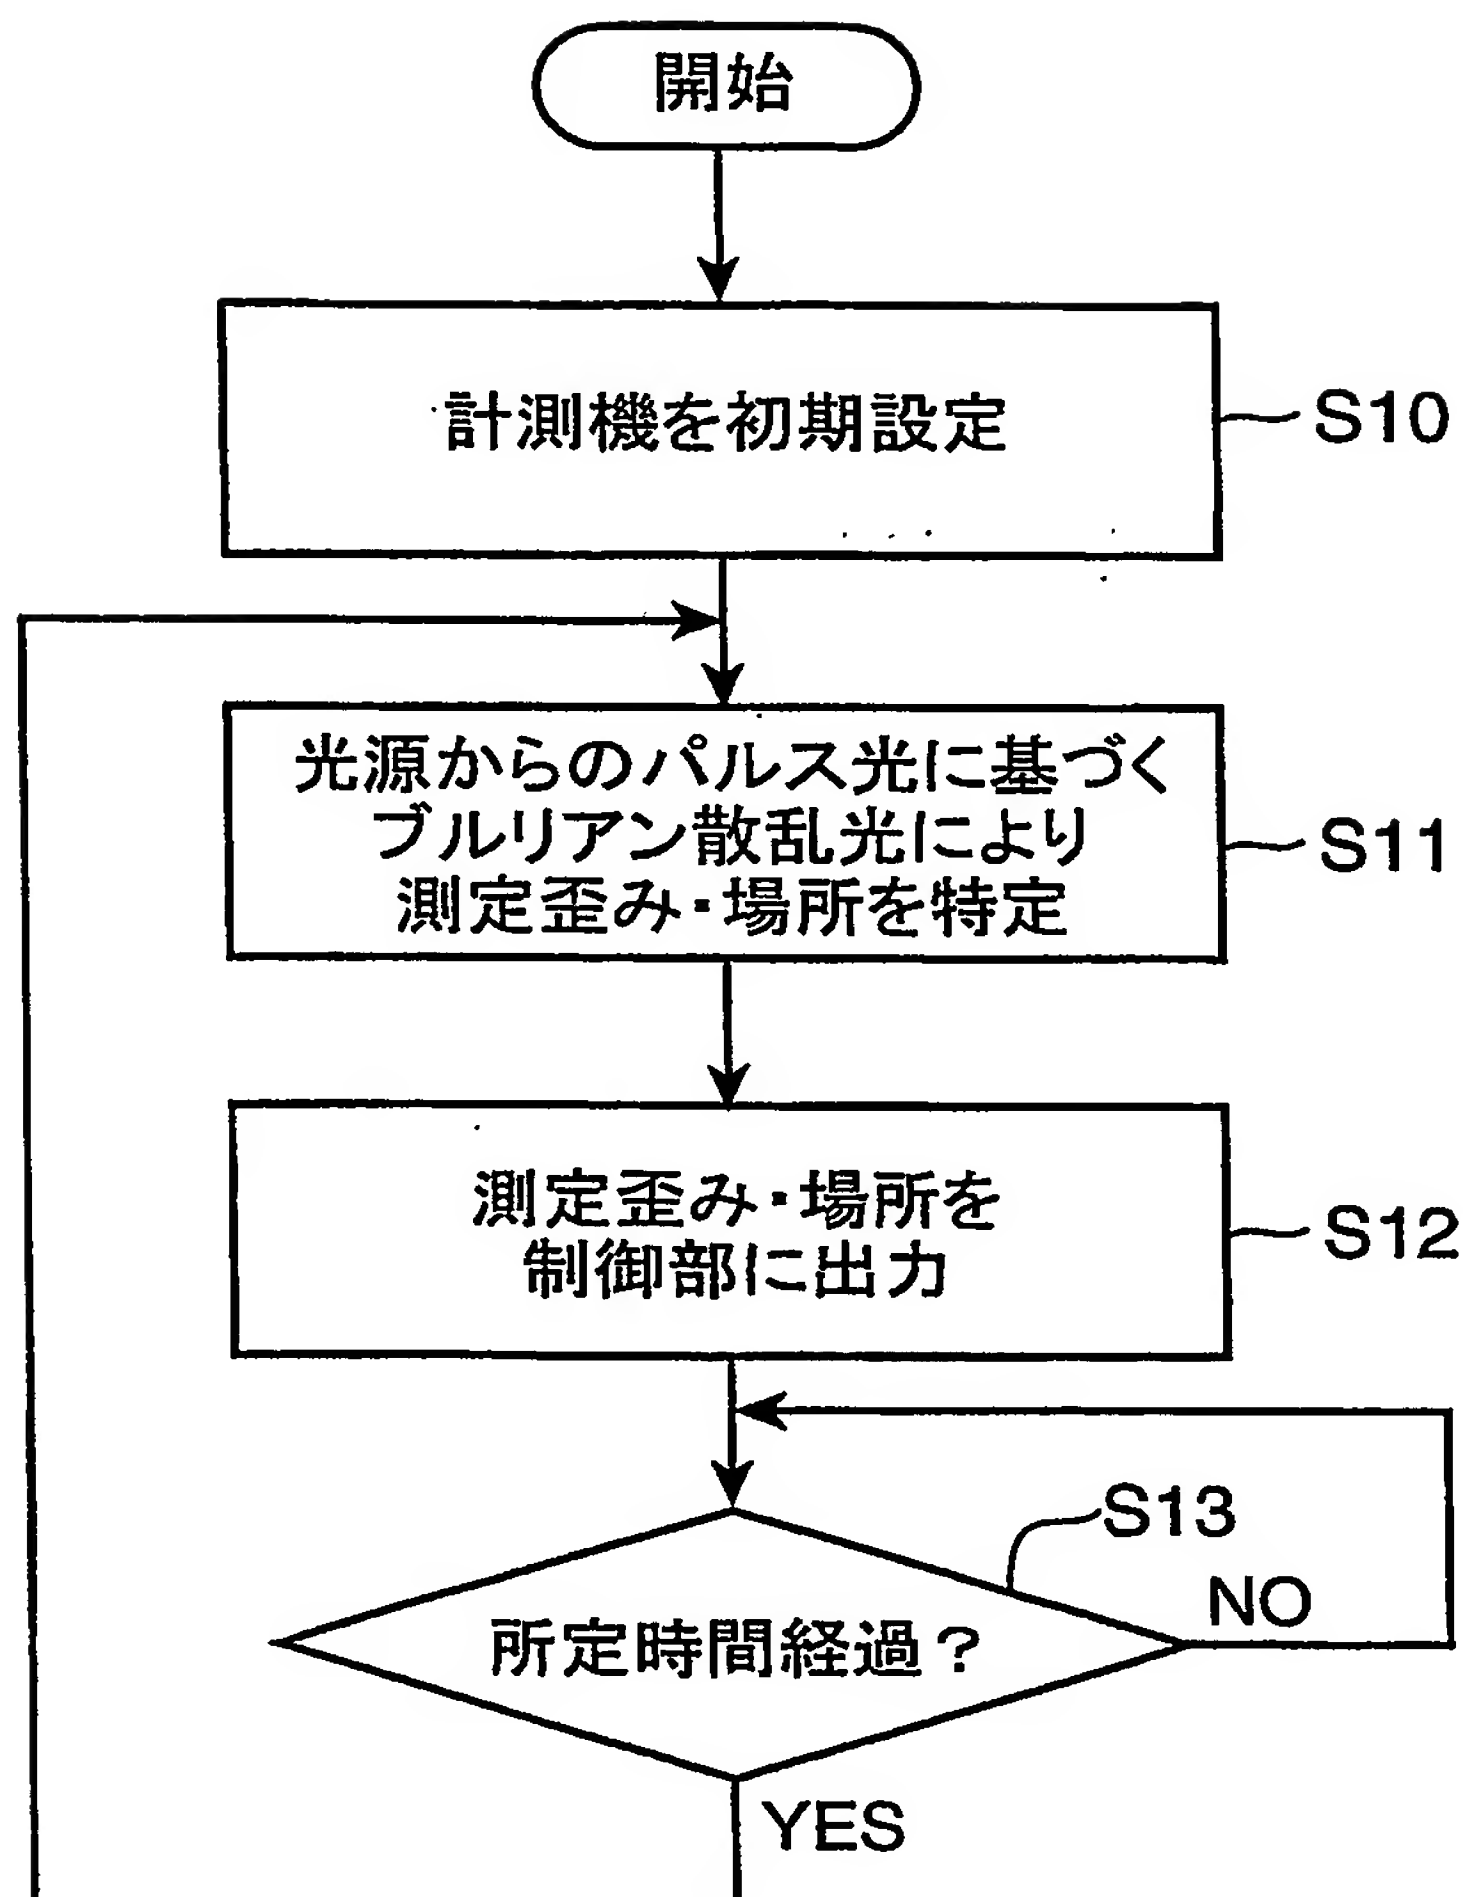 開始
計測機を初期設定
S10
光源からのパルス光に基づく
ブルリアン散乱光により
測定歪み・場所を特定
S11
測定歪み・場所を
制御部に出力
S12
S13
NO
所定時間経過?
YES